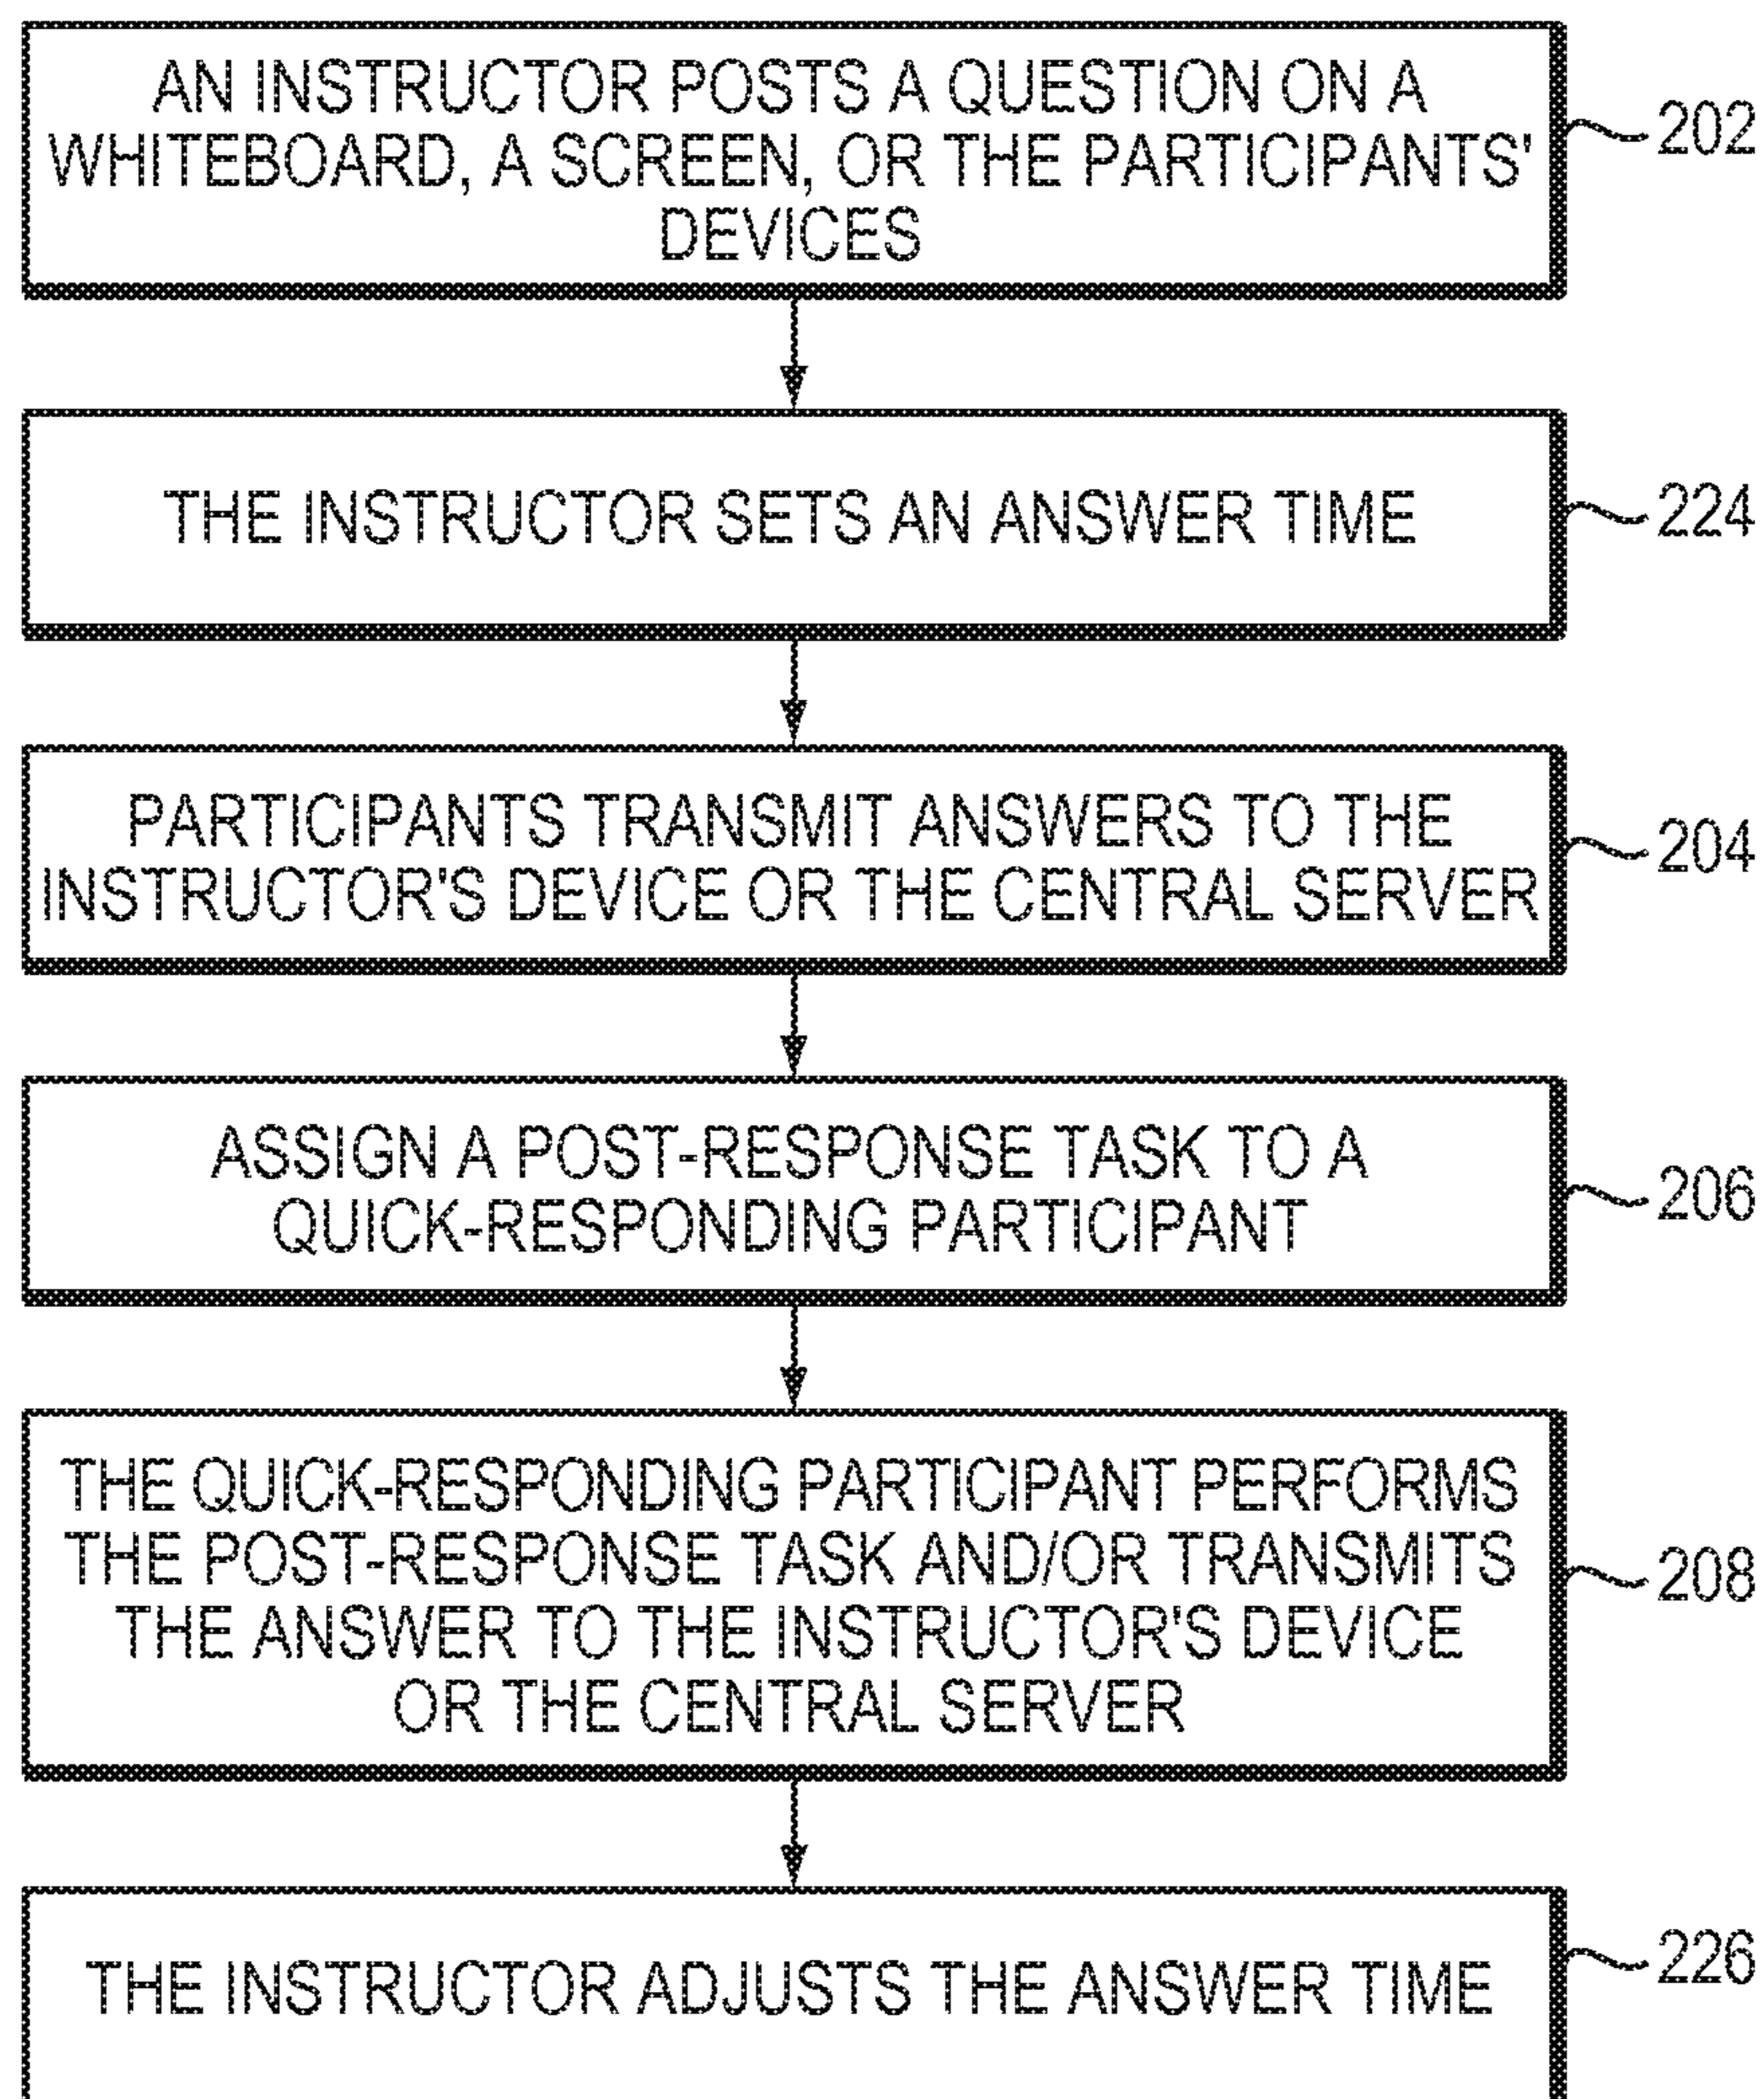 AN INSTRUCTOR POSTS A QUESTION ON A
WHITEBOARD, A SCREEN, OR THE PARTICIPANTS'
DEVICES
202
THE INSTRUCTOR SETS AN ANSWER TIME
224
PARTICIPANTS TRANSMIT ANSWERS TO THE
INSTRUCTOR'S DEVICE OR THE CENTRAL SERVER
204
ASSIGN A POST-RESPONSE TASK TO A
QUICK-RESPONDING PARTICIPANT
206
THE QUICK-RESPONDING PARTICIPANT PERFORMS
THE POST-RESPONSE TASK AND/OR TRANSMITS
THE ANSWER TO THE INSTRUCTOR'S DEVICE
OR THE CENTRAL SERVER
208
THE INSTRUCTOR ADJUSTS THE ANSWER TIME
226